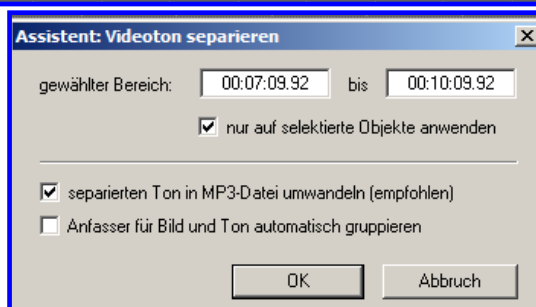 Assistent: Videoton separieren
gewählter Bereich: 00:07:09.92 bis 00:10:09.92
nur auf selektierte Objekte anwenden
separierten Ton in MP3-Datei umwandeln (empfohlen)
Anfasser für Bild und Ton automatisch gruppieren
OK Abbruch